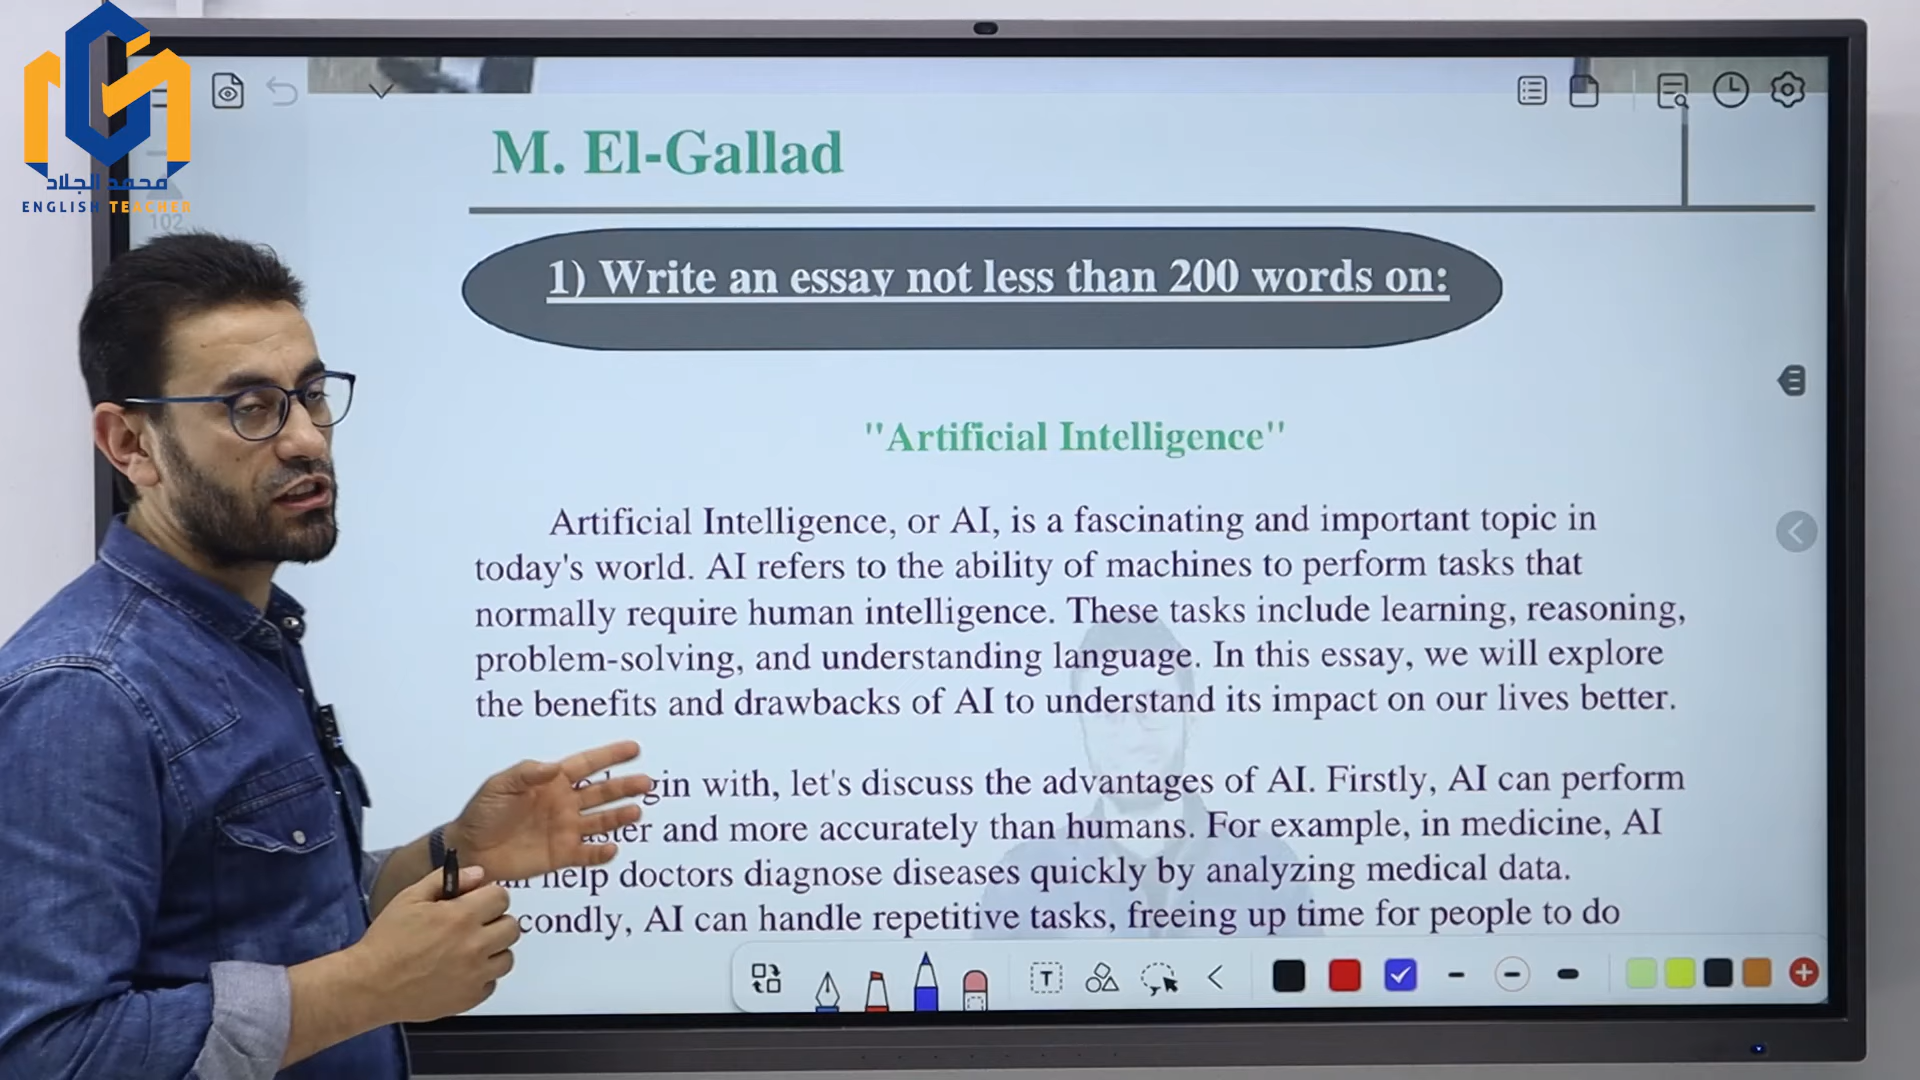 محمد الجلاد
ENGLISH TEACHER
102
M. El-Gallad
1) Write an essay not less than 200 words on:
"Artificial Intelligence"
Artificial Intelligence, or AI, is a fascinating and important topic in
today's world. AI refers to the ability of machines to perform tasks that
normally require human intelligence. These tasks include learning, reasoning,
problem-solving, and understanding language. In this essay, we will explore
the benefits and drawbacks of AI to understand its impact on our lives better.
gin with, let's discuss the advantages of AI. Firstly, AI can perform
aster and more accurately than humans. For example, in medicine, AI
help doctors diagnose diseases quickly by analyzing medical data.
condly, AI can handle repetitive tasks, freeing up time for people to do
T